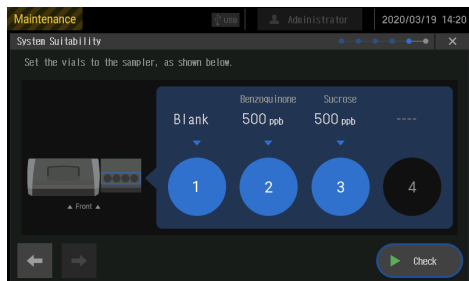 Maintenance
USB
Administrator
2020/03/19 14:20
System Suitability
Set the vials to the sampler, as shown below.
Benzoquinone
Sucrose
Blank
500 ppb
500 ppb
----
1
2
3
4
▲ Front ▲
Check